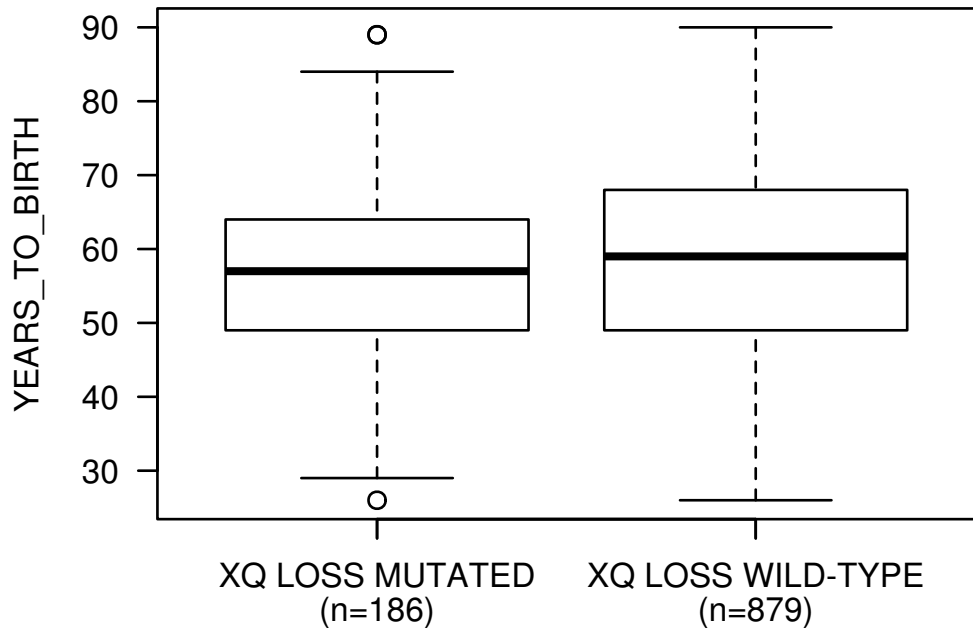 YEARS_TO_BIRTH
90
80
70
60
50
40
30
XQ LOSS MUTATED
(n=186)
XQ LOSS WILD-TYPE
(n=879)